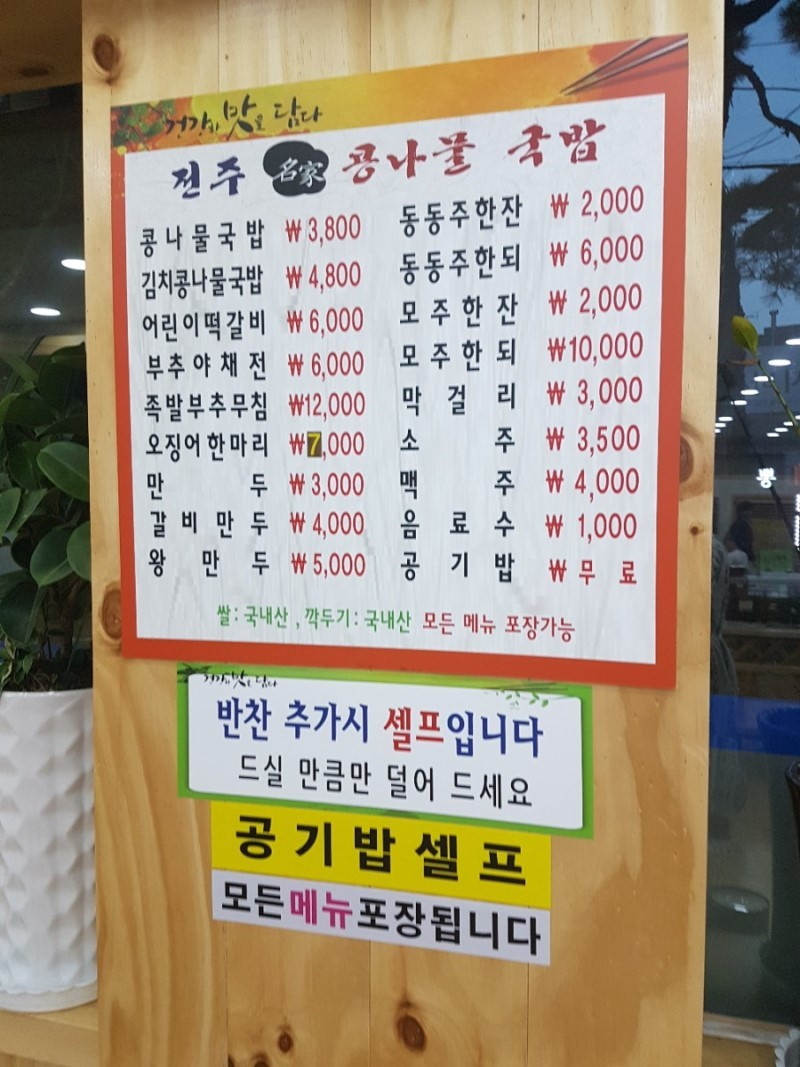 건강과 맛을 담다
전주 名家 콩나물 국밥
콩나물국밥 ₩3,800
김치콩나물국밥 ₩4,800
어린이떡갈비 ₩6,000
부추야채전 ₩6,000
족발부추무침 ₩12,000
오징어한마리 ₩7,000
만두 ₩3,000
갈비만두 ₩4,000
왕만두 ₩5,000
동동주한잔 ₩2,000
동동주한되 ₩6,000
모주한잔 ₩2,000
모주한되 ₩10,000
막걸리 ₩3,000
소주 ₩3,500
맥주 ₩4,000
음료수 ₩1,000
공기밥 ₩무료
쌀:국내산, 깍두기:국내산 모든 메뉴 포장가능
건강과 맛을 담다
반찬 추가시 셀프입니다
드실 만큼만 덜어 드세요
공기밥셀프
모든메뉴포장됩니다